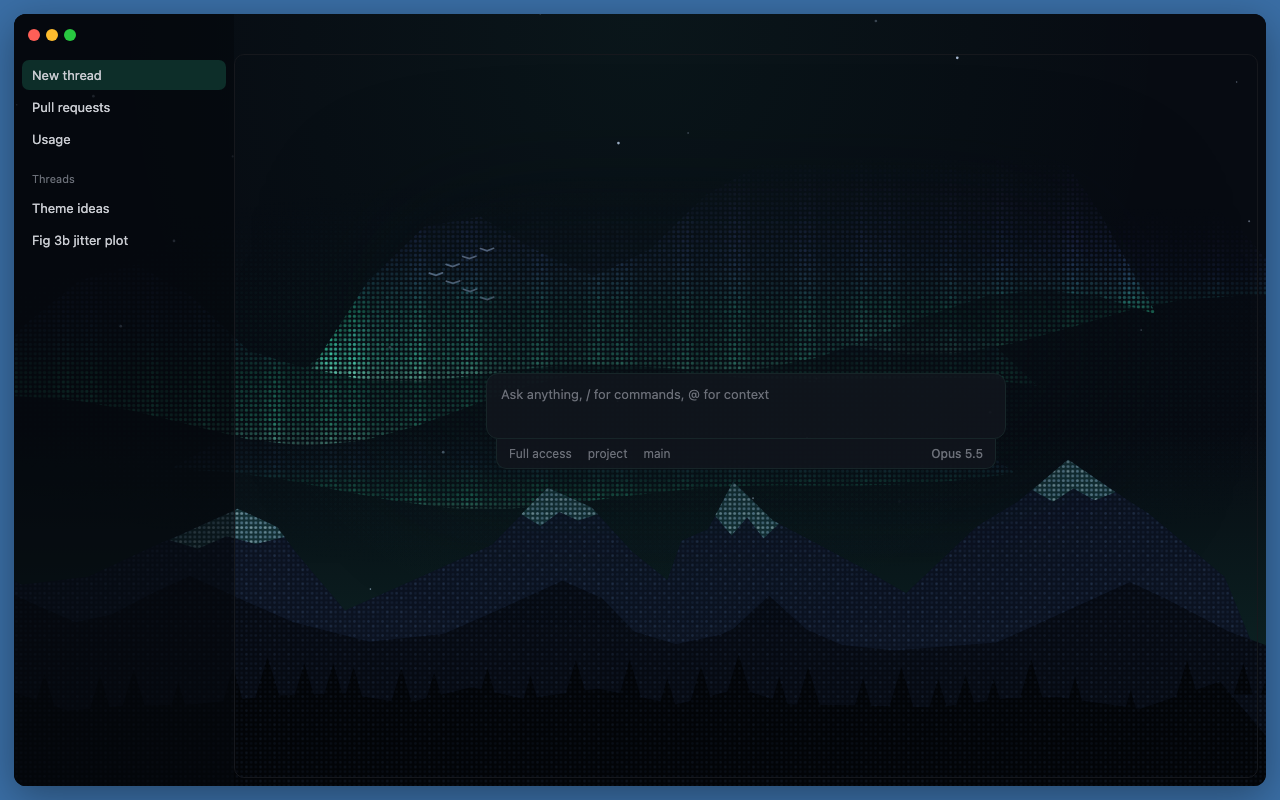 New thread
Pull requests
Usage
Threads
Theme ideas
Fig 3b jitter plot
Ask anything, / for commands, @ for context
Full access project main Opus 5.5